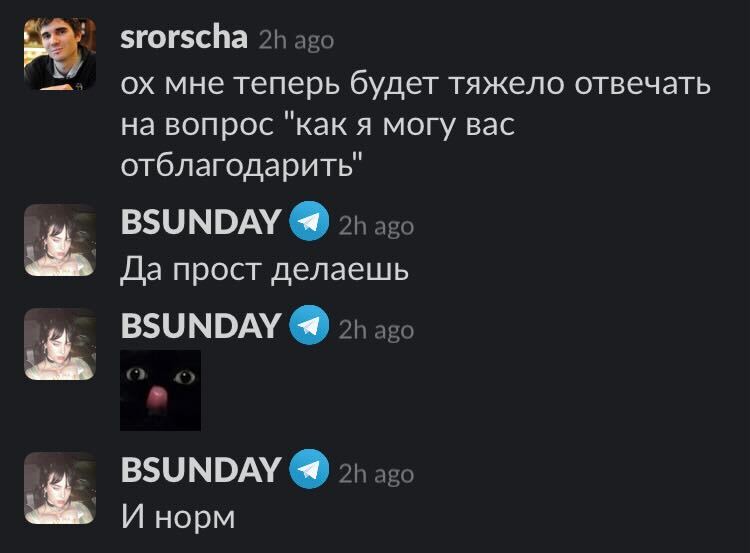 srorscha 2h ago
ох мне теперь будет тяжело отвечать
на вопрос "как я могу вас
отблагодарить"
BSUNDAY 2h ago
Да прост делаешь
BSUNDAY 2h ago
BSUNDAY 2h ago
И норм